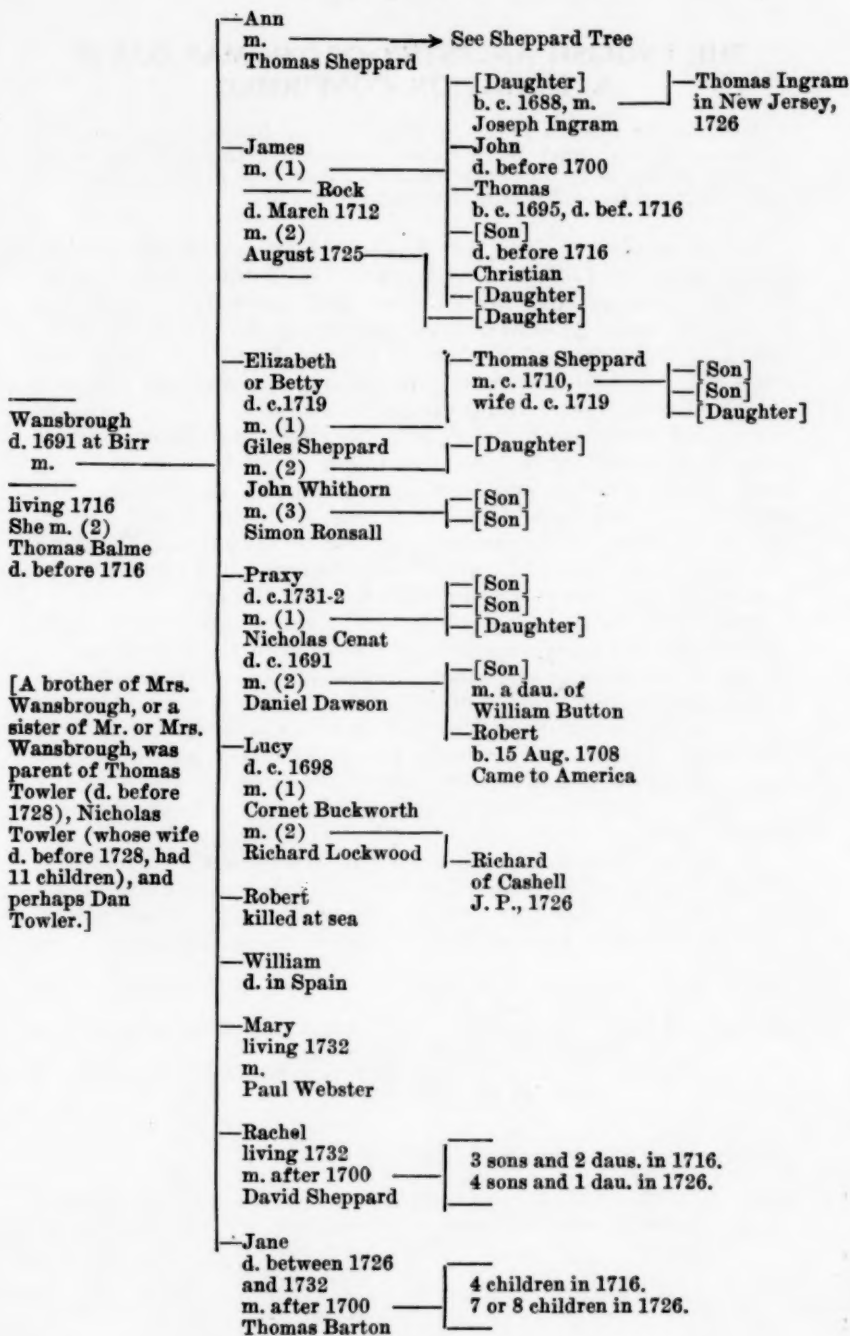 Ann
m.
Thomas Sheppard
See Sheppard Tree
James
m. (1)
Rock
d. March 1712
m. (2)
August 1725
[Daughter]
b. c. 1688, m.
Joseph Ingram
Thomas Ingram
in New Jersey,
1726
John
d. before 1700
Thomas
b. c. 1695, d. bef. 1716
[Son]
d. before 1716
Christian
[Daughter]
[Daughter]
Wansbrough
d. 1691 at Birr
m.
living 1716
She m. (2)
Thomas Balme
d. before 1716
[A brother of Mrs.
Wansbrough, or a
sister of Mr. or Mrs.
Wansbrough, was
parent of Thomas
Towler (d. before
1728), Nicholas
Towler (whose wife
d. before 1728, had
11 children), and
perhaps Dan
Towler.]
Elizabeth
or Betty
d. c.1719
m. (1)
Giles Sheppard
m. (2)
John Whithorn
m. (3)
Simon Ronsall
Thomas Sheppard
m. c. 1710,
wife d. c. 1719
[Son]
[Son]
[Daughter]
[Daughter]
[Son]
[Son]
Praxy
d. c.1731-2
m. (1)
Nicholas Cenat
d. c. 1691
m. (2)
Daniel Dawson
[Son]
[Son]
[Daughter]
[Son]
m. a dau. of
William Button
Robert
b. 15 Aug. 1708
Came to America
Lucy
d. c. 1698
m. (1)
Cornet Buckworth
m. (2)
Richard Lockwood
Richard
of Cashell
J. P., 1726
Robert
killed at sea
William
d. in Spain
Mary
living 1732
m.
Paul Webster
Rachel
living 1732
m. after 1700
David Sheppard
3 sons and 2 daus. in 1716.
4 sons and 1 dau. in 1726.
Jane
d. between 1726
and 1732
m. after 1700
Thomas Barton
4 children in 1716.
7 or 8 children in 1726.